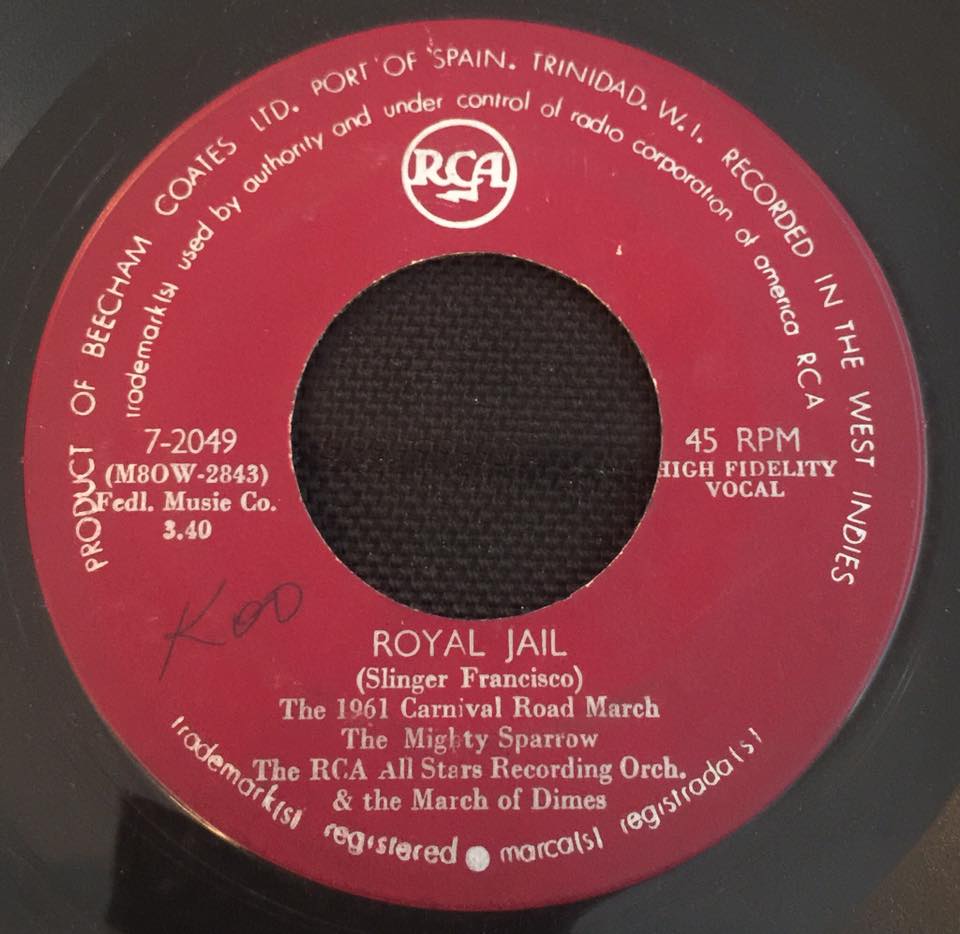 PRODUCT OF BEECHAM COATES LTD. PORT OF SPAIN. TRINIDAD. W.I. RECORDED IN THE WEST INDIES
trademark(s) used by authority and under control of radio corporation of america RCA
RCA
7-2049
(M8OW-2843)
Fedl. Music Co.
3.40
45 RPM
HIGH FIDELITY
VOCAL
Koo
ROYAL JAIL
(Slinger Francisco)
The 1961 Carnival Road March
The Mighty Sparrow
The RCA All Stars Recording Orch.
& the March of Dimes
trademark(s) registered ● marca(s) registrada(s)